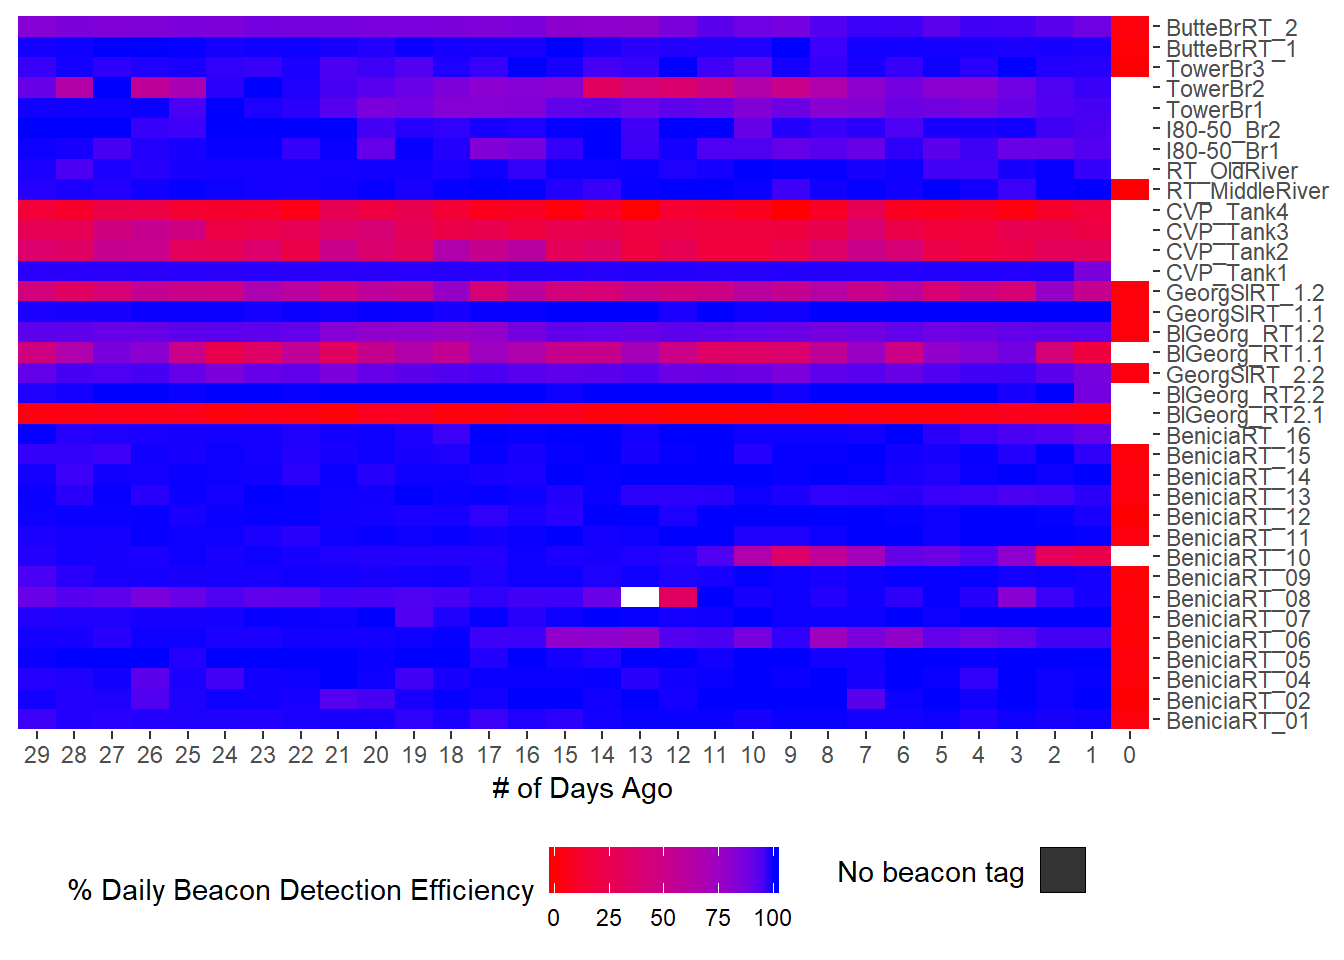 ButteBrRT_2
ButteBrRT_1
TowerBr3
TowerBr2
TowerBr1
I80-50_Br2
I80-50_Br1
RT_OldRiver
RT_MiddleRiver
CVP_Tank4
CVP_Tank3
CVP_Tank2
CVP_Tank1
GeorgSlRT_1.2
GeorgSlRT_1.1
BlGeorg_RT1.2
BlGeorg_RT1.1
GeorgSlRT_2.2
BlGeorg_RT2.2
BlGeorg_RT2.1
BeniciaRT_16
BeniciaRT_15
BeniciaRT_14
BeniciaRT_13
BeniciaRT_12
BeniciaRT_11
BeniciaRT_10
BeniciaRT_09
BeniciaRT_08
BeniciaRT_07
BeniciaRT_06
BeniciaRT_05
BeniciaRT_04
BeniciaRT_02
BeniciaRT_01
29 28 27 26 25 24 23 22 21 20 19 18 17 16 15 14 13 12 11 10 9 8 7 6 5 4 3 2 1 0
# of Days Ago
% Daily Beacon Detection Efficiency
0 25 50 75 100
No beacon tag